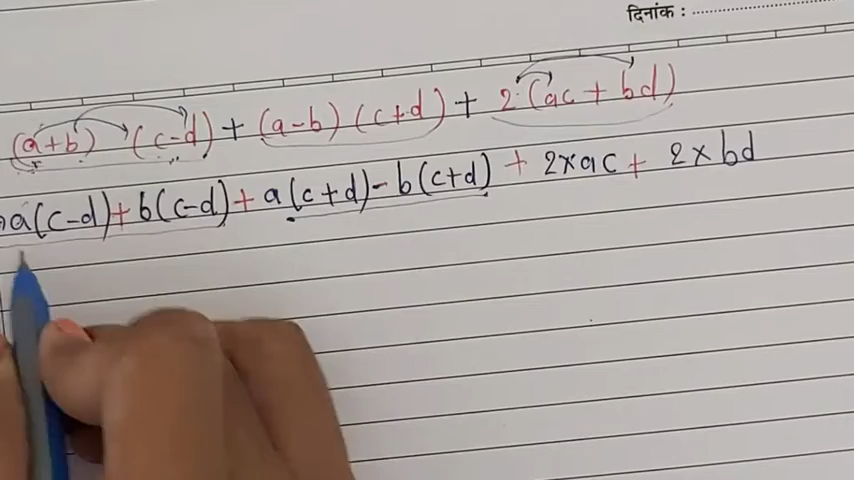 दिनांक : ........................
(a+b) (c-d) + (a-b) (c+d) + 2(ac + bd)
a(c-d)+b(c-d)+a(c+d)-b(c+d) + 2×ac + 2×bd